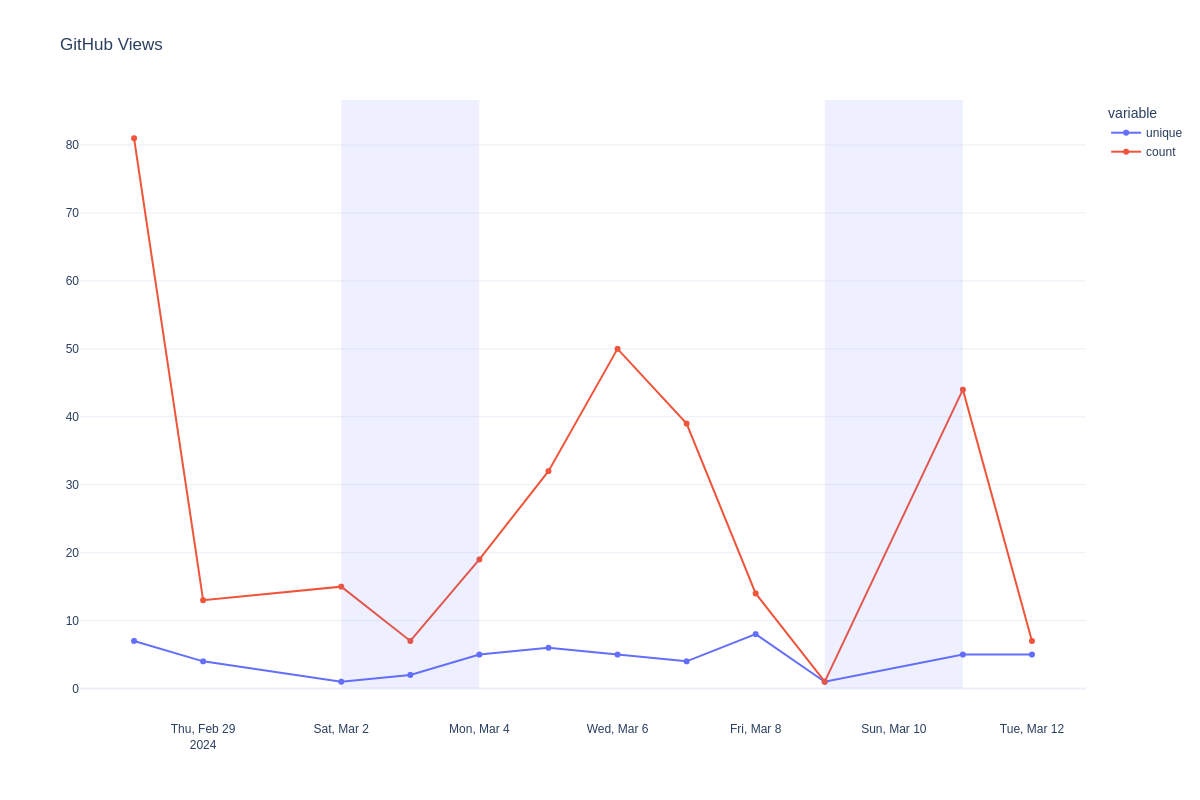 GitHub Views
variable
unique
count
80
70
60
50
40
30
20
10
0
Thu, Feb 29
2024
Sat, Mar 2
Mon, Mar 4
Wed, Mar 6
Fri, Mar 8
Sun, Mar 10
Tue, Mar 12